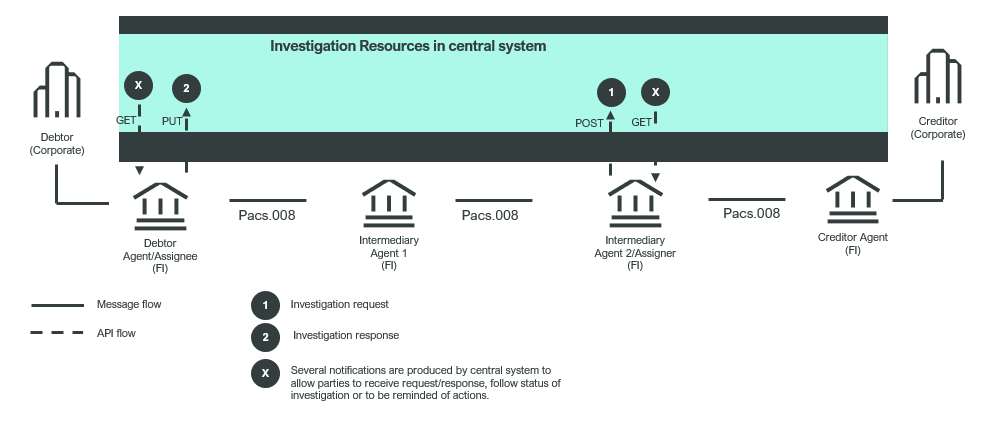 Investigation Resources in central system
X
2
1
X
GET
PUT
POST
GET
Debtor
(Corporate)
Creditor
(Corporate)
Pacs.008
Pacs.008
Pacs.008
Debtor
Agent/Assignee
(FI)
Intermediary
Agent 1
(FI)
Intermediary
Agent 2/Assigner
(FI)
Creditor Agent
(FI)
Message flow
API flow
1
Investigation request
2
Investigation response
X
Several notifications are produced by central system to
allow parties to receive request/response, follow status of
investigation or to be reminded of actions.